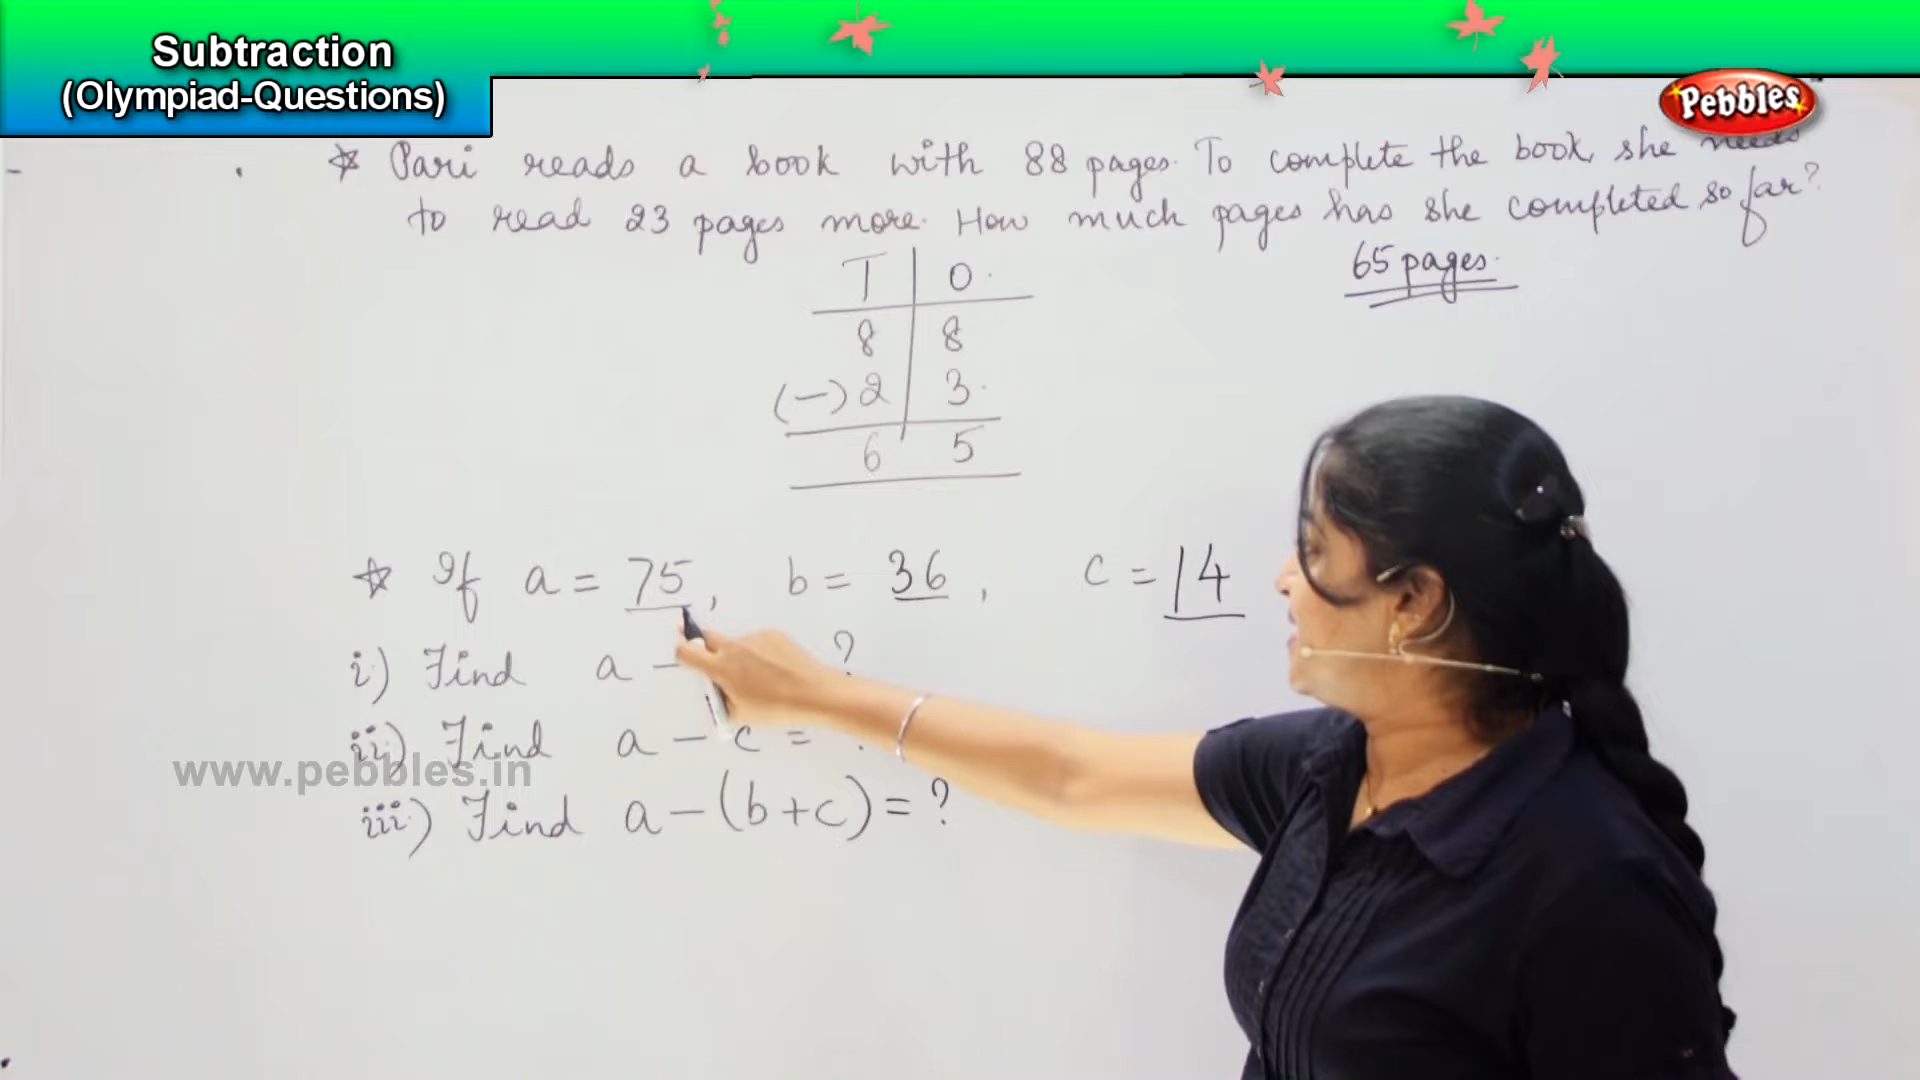 Subtraction
(Olympiad-Questions)
Pebbles
☆ Pari reads a book with 88 pages. To complete the book, she needs
to read 23 pages more. How much pages has she completed so far?
65 pages.
T | O.
8 | 8
(-) 2 | 3.
6 5
☆ If a = 75, b = 36, c = 14
i) Find a - ?
ii) Find a - c =
iii) Find a - (b+c) = ?
www.pebbles.in